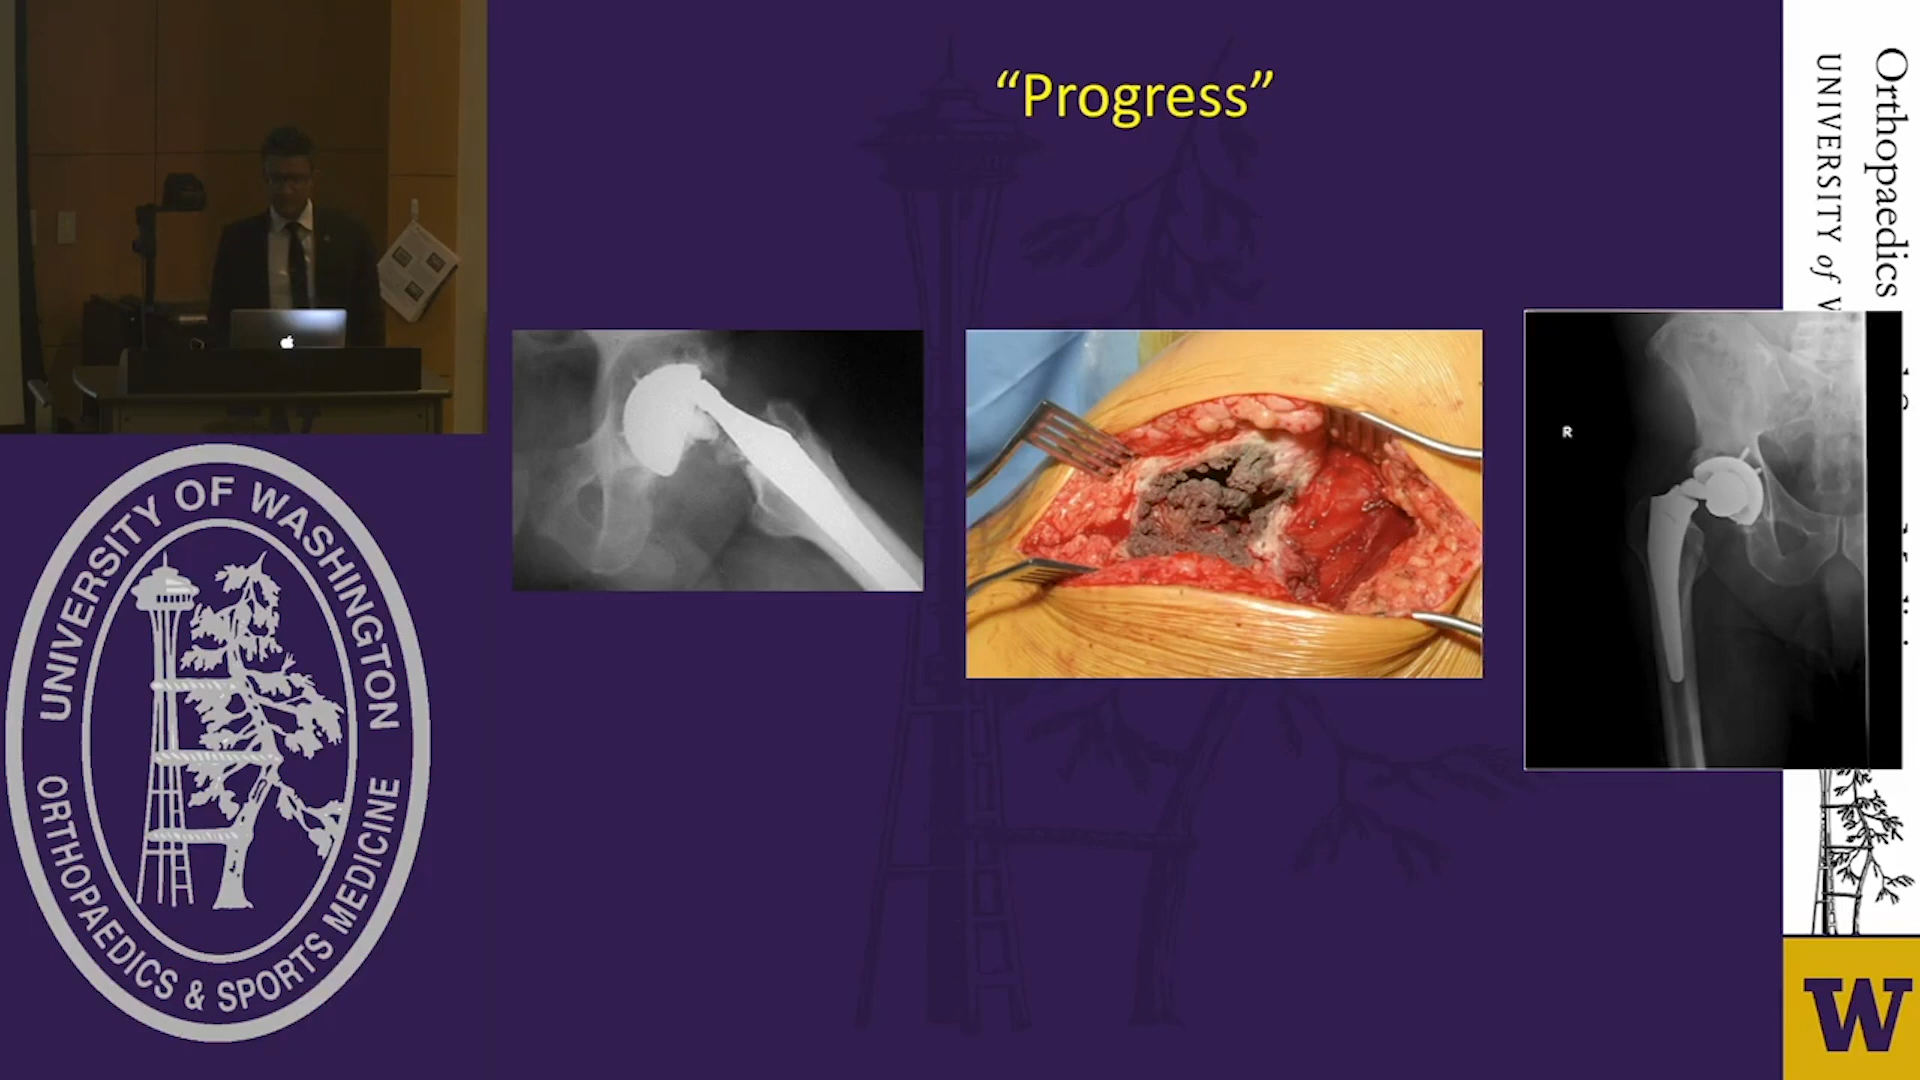 “Progress”
UNIVERSITY OF WASHINGTON
ORTHOPAEDICS & SPORTS MEDICINE
Orthopaedics
UNIVERSITY of W
R
W